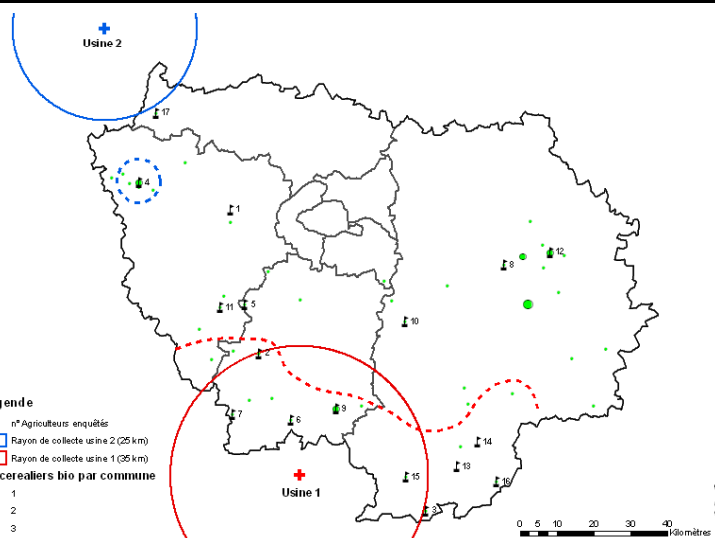 Usine 2
17
4
1
12
8
11
5
10
2
9
7
6
14
13
15
16
3
Usine 1
gende
n° Agriculteurs enquêtés
Rayon de collecte usine 2 (25 km)
Rayon de collecte usine 1 (35 km)
cerealiers bio par commune
1
2
3
0 5 10 20 30 40
Kilomètres